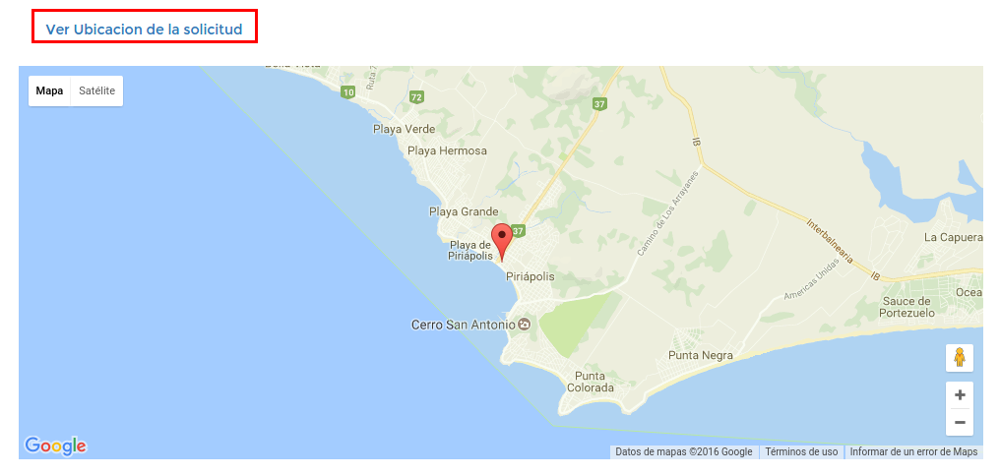 Ver Ubicacion de la solicitud
Mapa
Satélite
Ruta
10
72
37
Playa Verde
Playa Hermosa
IB
Playa Grande
Camino de Los Arrayanes
37
Playa de
Piriápolis
Interbalnearia
La Capuera
Piriápolis
Americas Unidas
IB
Ocea
Sauce de
Portezuelo
Cerro San Antonio
Punta Negra
Punta
Colorada
+
−
Google
Datos de mapas ©2016 Google
Términos de uso
Informar de un error de Maps